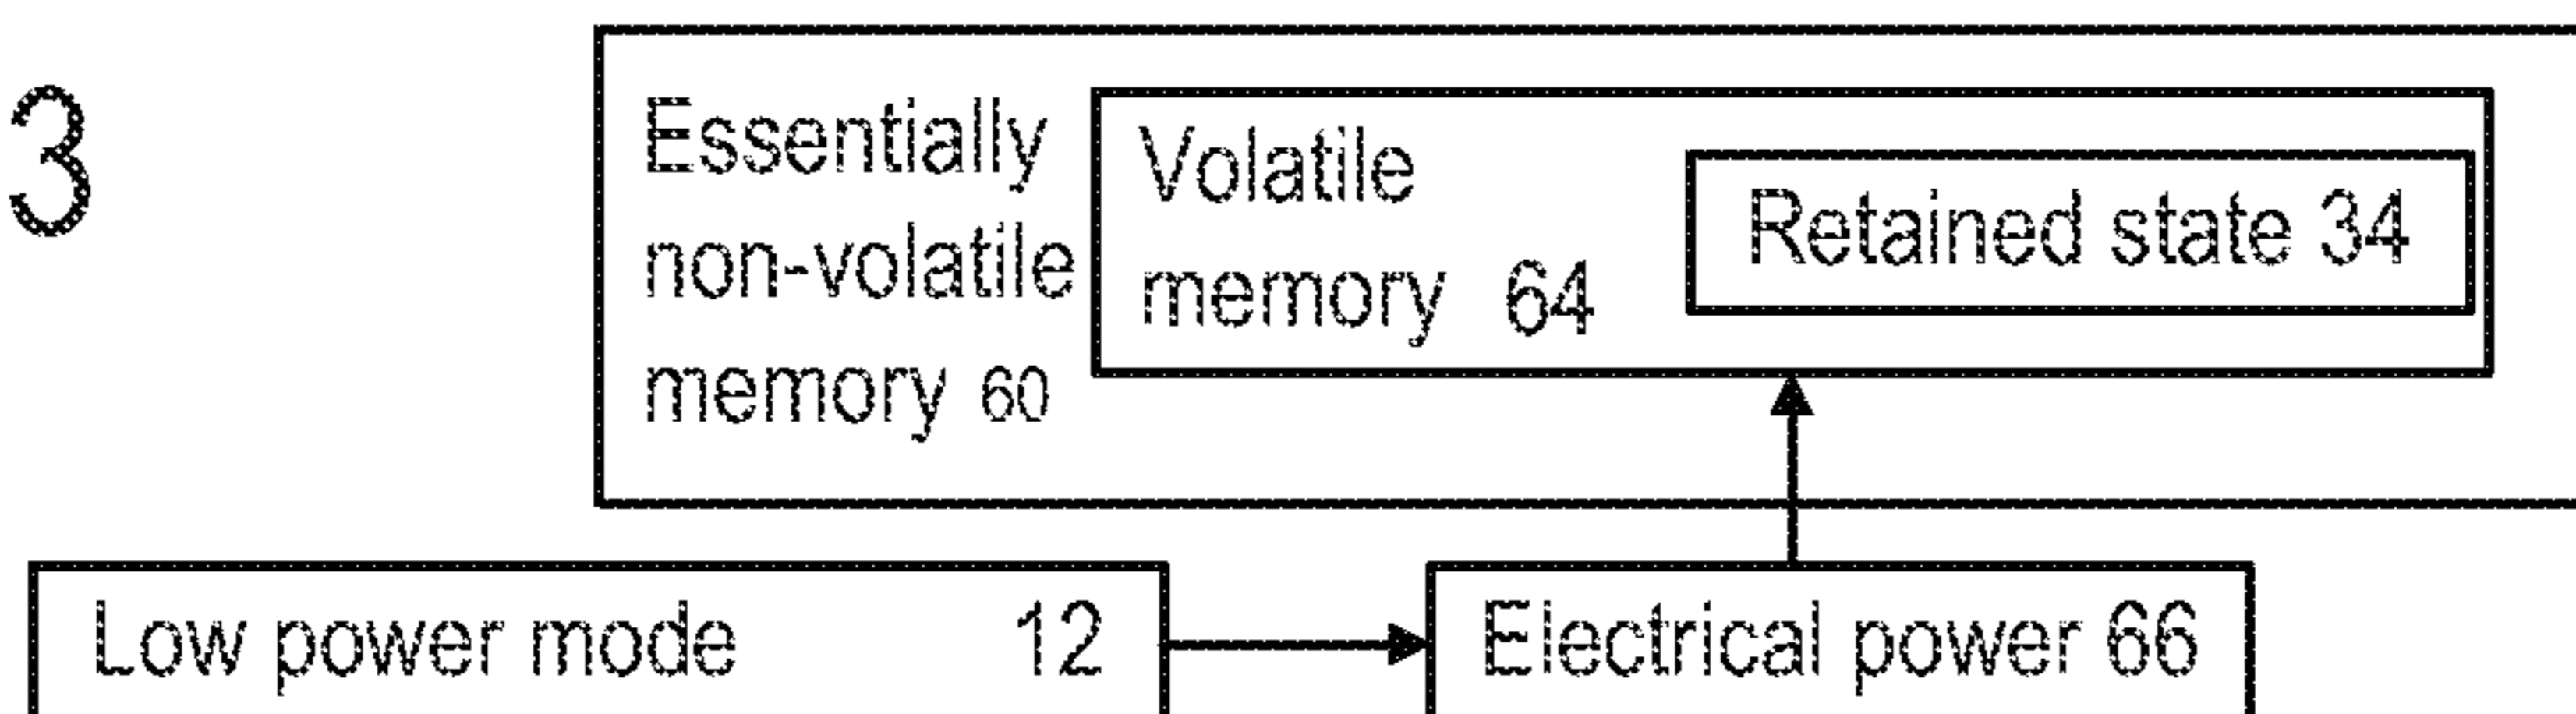 3
Essentially
non-volatile
memory 60
Volatile
memory 64
Retained state 34
Low power mode 12
Electrical power 66